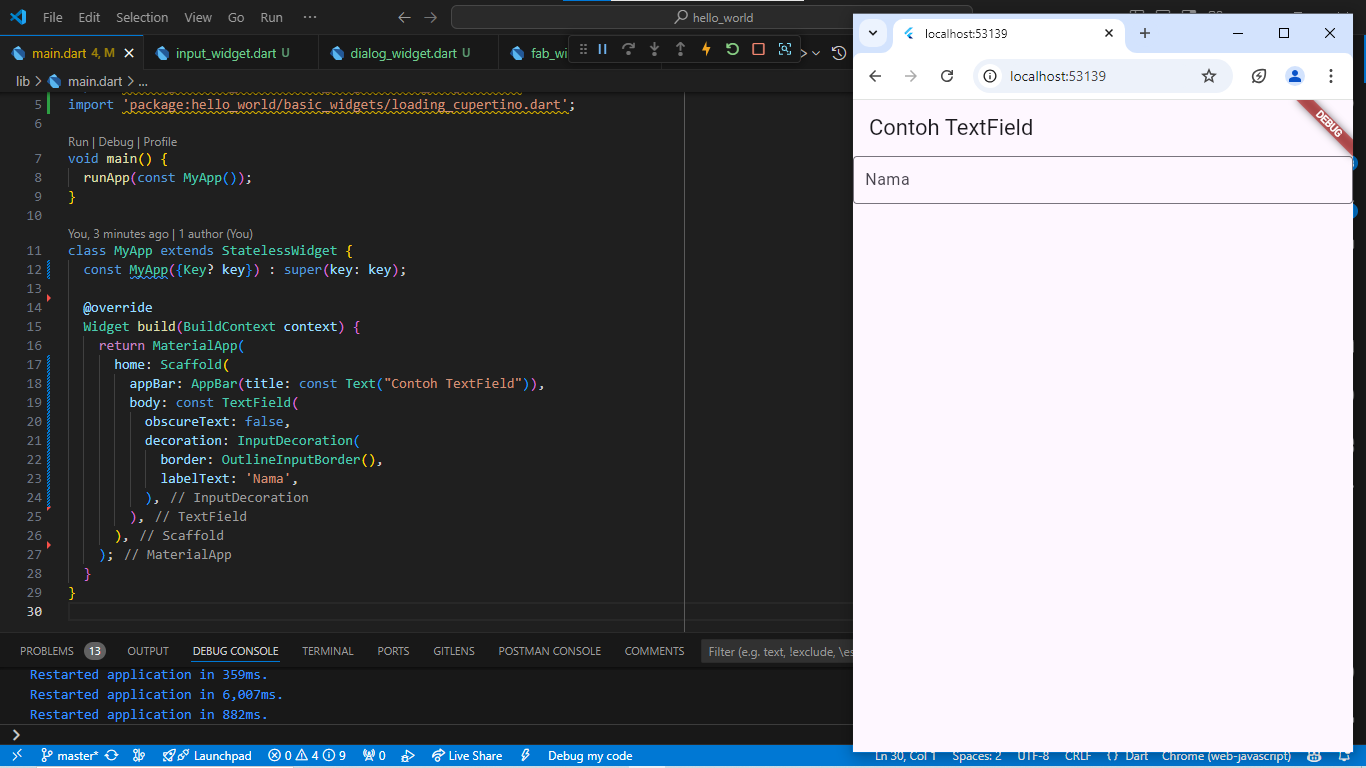 File Edit Selection View Go Run ··· hello_world
main.dart 4, M input_widget.dart U dialog_widget.dart U fab_wi
lib > main.dart > ...
5 import 'package:hello_world/basic_widgets/loading_cupertino.dart';
6
Run | Debug | Profile
7 void main() {
8 runApp(const MyApp());
9 }
10
You, 3 minutes ago | 1 author (You)
11 class MyApp extends StatelessWidget {
12 const MyApp({Key? key}) : super(key: key);
13
14 @override
15 Widget build(BuildContext context) {
16 return MaterialApp(
17 home: Scaffold(
18 appBar: AppBar(title: const Text("Contoh TextField")),
19 body: const TextField(
20 obscureText: false,
21 decoration: InputDecoration(
22 border: OutlineInputBorder(),
23 labelText: 'Nama',
24 ), // InputDecoration
25 ), // TextField
26 ), // Scaffold
27 ); // MaterialApp
28 }
29 }
30
PROBLEMS 13 OUTPUT DEBUG CONSOLE TERMINAL PORTS GITLENS POSTMAN CONSOLE COMMENTS Filter (e.g. text, !exclude, \es
Restarted application in 359ms.
Restarted application in 6,007ms.
Restarted application in 882ms.
master* Launchpad 0 4 9 0 Live Share Debug my code Ln 30, Col 1 Spaces: 2 UTF-8 CRLF {} Dart Chrome (web-javascript)
localhost:53139
localhost:53139
Contoh TextField
DEBUG
Nama